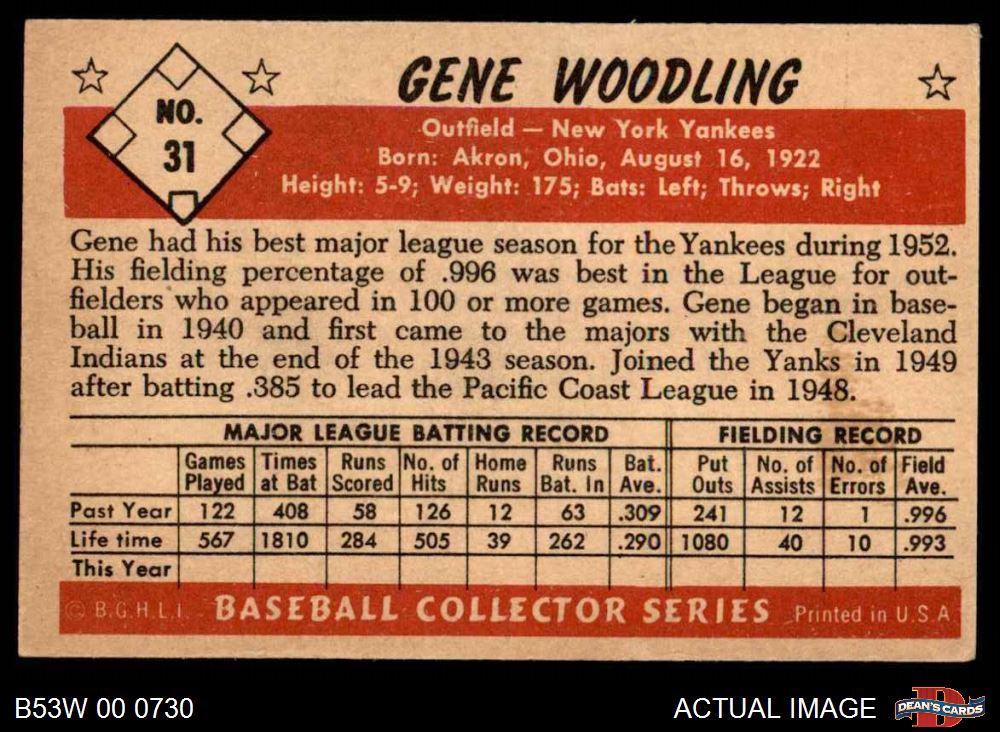 GENE WOODLING
NO.
31
Outfield — New York Yankees
Born: Akron, Ohio, August 16, 1922
Height: 5-9; Weight: 175; Bats: Left; Throws; Right
Gene had his best major league season for the Yankees during 1952.
His fielding percentage of .996 was best in the League for out-
fielders who appeared in 100 or more games. Gene began in base-
ball in 1940 and first came to the majors with the Cleveland
Indians at the end of the 1943 season. Joined the Yanks in 1949
after batting .385 to lead the Pacific Coast League in 1948.
MAJOR LEAGUE BATTING RECORD FIELDING RECORD
Games Times Runs No. of Home Runs Bat. Put No. of No. of Field
Played at Bat Scored Hits Runs Bat. In Ave. Outs Assists Errors Ave.
Past Year 122 408 58 126 12 63 .309 241 12 1 .996
Life time 567 1810 284 505 39 262 .290 1080 40 10 .993
This Year
© B.G.H.L.I. BASEBALL COLLECTOR SERIES Printed in U.S.A
B53W 00 0730 ACTUAL IMAGE DEAN'S CARDS